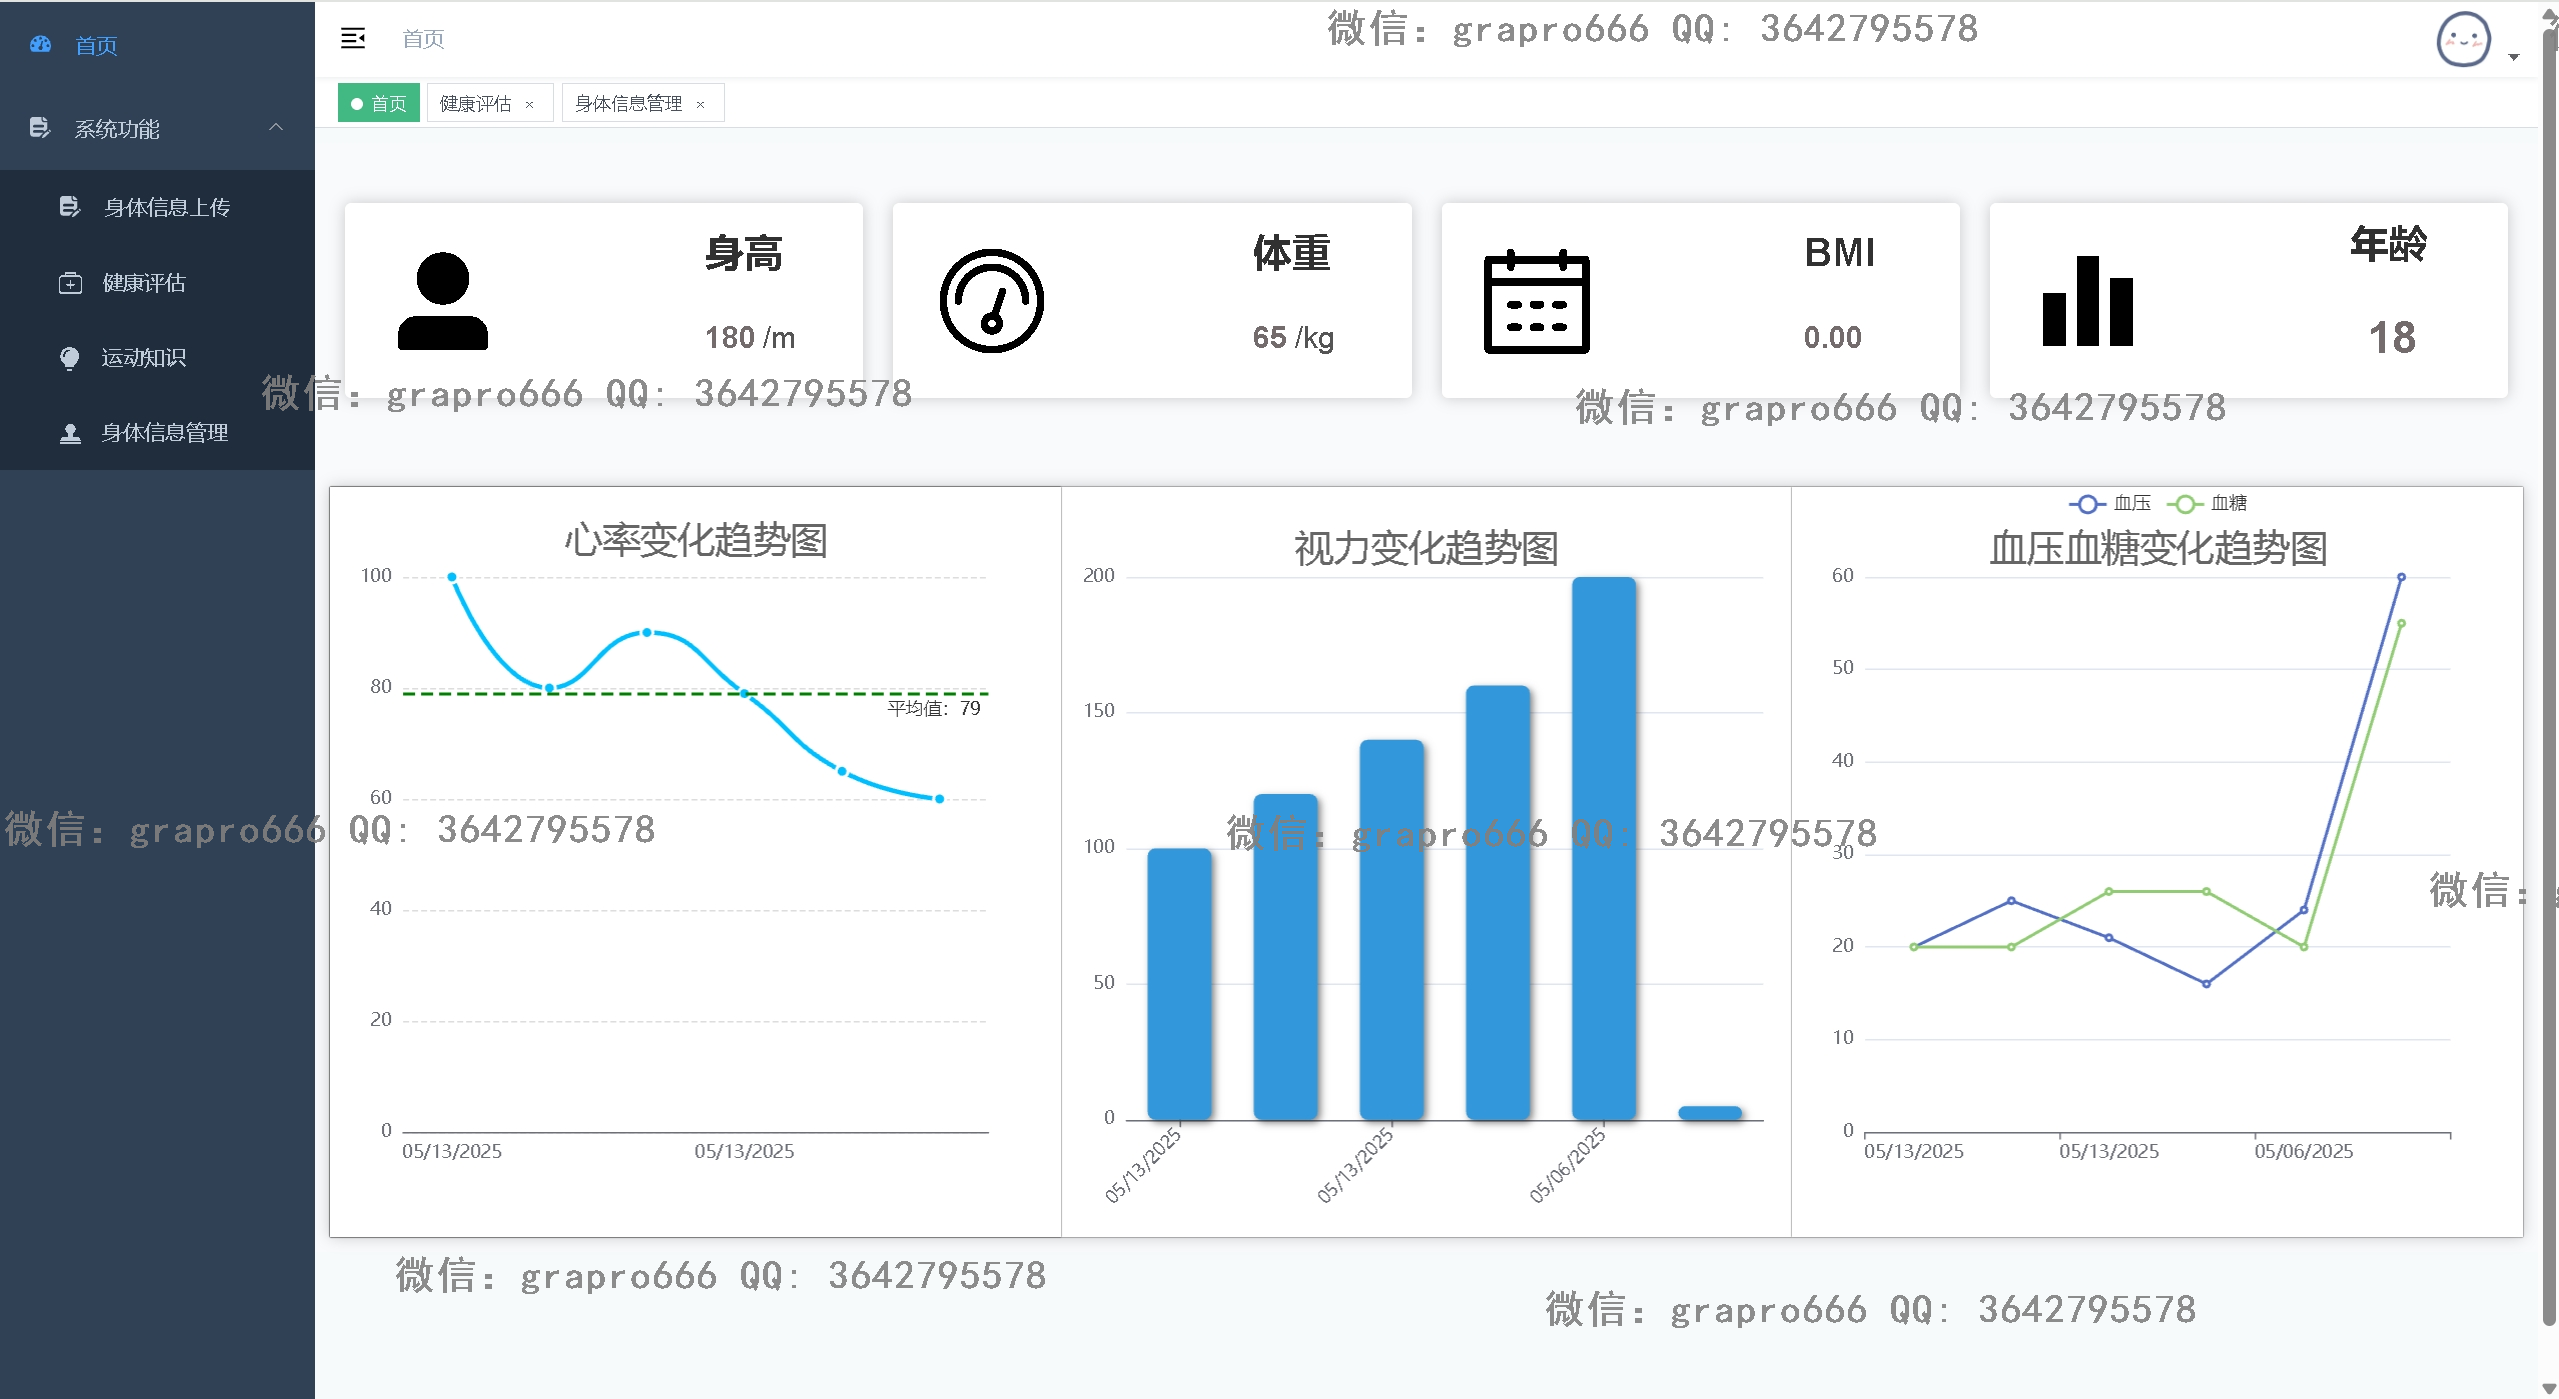 首页
系统功能
身体信息上传
健康评估
运动知识
身体信息管理
首页
微信：grapro666 QQ: 3642795578
首页 健康评估 × 身体信息管理 ×
身高
180 /m
体重
65 /kg
BMI
0.00
年龄
18
微信：grapro666 QQ: 3642795578
微信：grapro666 QQ: 3642795578
心率变化趋势图
100
80
60
40
20
0
平均值：79
05/13/2025 05/13/2025
视力变化趋势图
200
150
100
50
0
05/13/2025 05/13/2025 05/06/2025
血压 血糖
血压血糖变化趋势图
60
50
40
30
20
10
0
05/13/2025 05/13/2025 05/06/2025
微信：grapro666 QQ: 3642795578
微信：grapro666 QQ: 3642795578
微信：
微信：grapro666 QQ: 3642795578
微信：grapro666 QQ: 3642795578